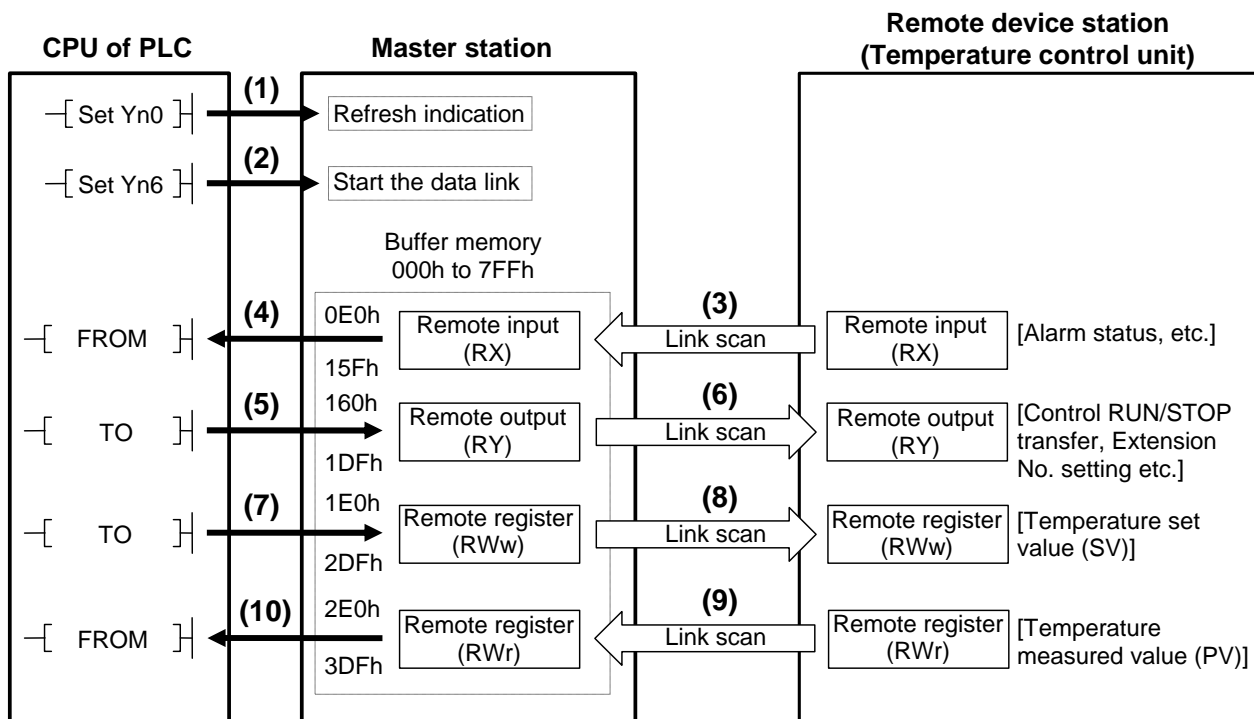 CPU of PLC
Master station
Remote device station
(Temperature control unit)
Set Yn0
(1)
Refresh indication
Set Yn6
(2)
Start the data link
Buffer memory
000h to 7FFh
FROM
(4)
0E0h
15Fh
Remote input
(RX)
(3)
Link scan
Remote input
(RX)
[Alarm status, etc.]
TO
(5)
160h
1DFh
Remote output
(RY)
(6)
Link scan
Remote output
(RY)
[Control RUN/STOP
transfer, Extension
No. setting etc.]
TO
(7)
1E0h
2DFh
Remote register
(RWw)
(8)
Link scan
Remote register
(RWw)
[Temperature set
value (SV)]
FROM
(10)
2E0h
3DFh
Remote register
(RWr)
(9)
Link scan
Remote register
(RWr)
[Temperature
measured value (PV)]